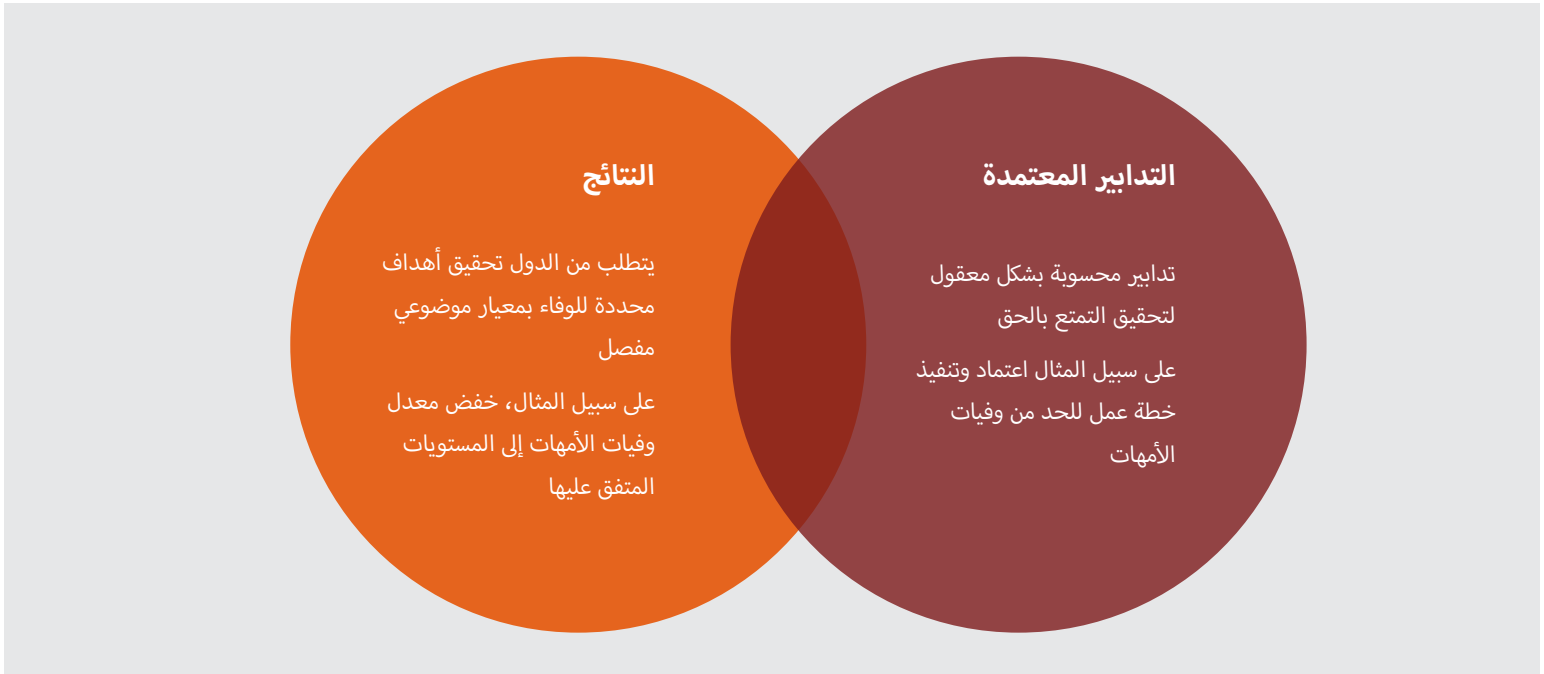 التدابير المعتمدة
تدابير محسوبة بشكل معقول
لتحقيق التمتع بالحق
على سبيل المثال اعتماد وتنفيذ
خطة عمل للحد من وفيات
الأمهات
النتائج
يتطلب من الدول تحقيق أهداف
محددة للوفاء بمعيار موضوعي
مفصل
على سبيل المثال، خفض معدل
وفيات الأمهات إلى المستويات
المتفق عليها